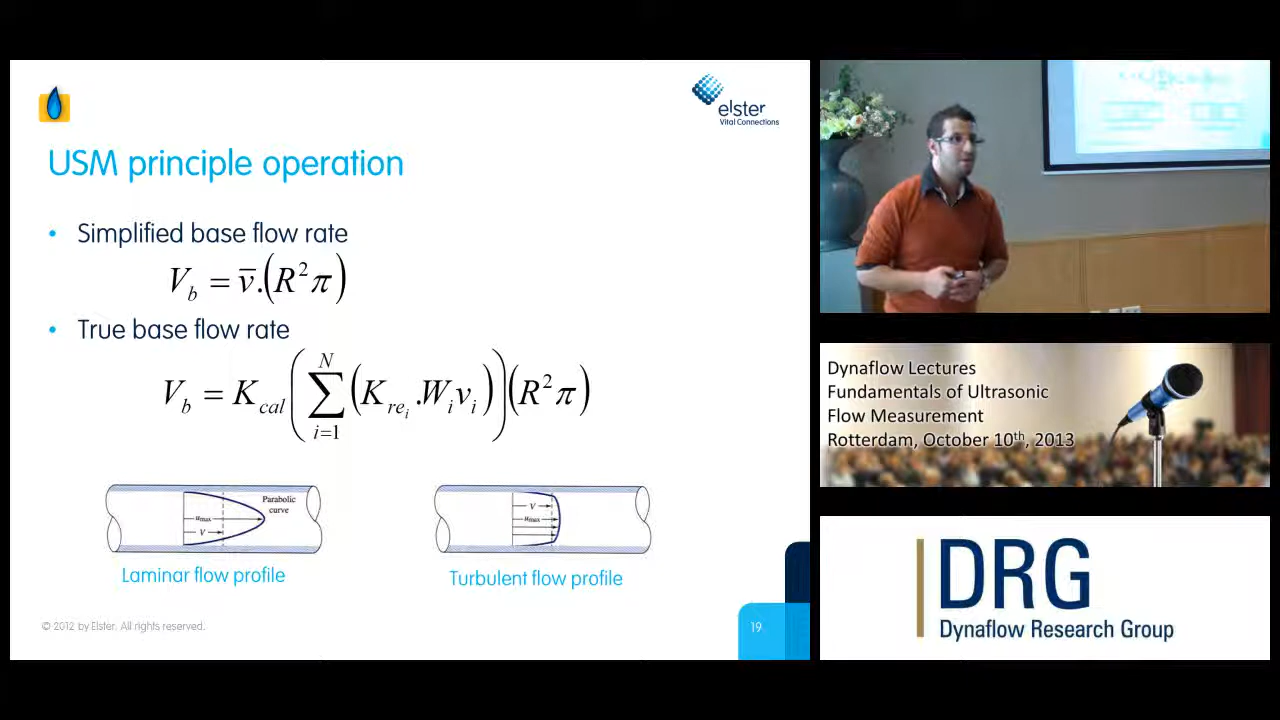 elster
Vital Connections
USM principle operation
• Simplified base flow rate
V_b = v̅.(R²π)
• True base flow rate
V_b = K_cal(∑_{i=1}^{N}(K_{re_i}.W_i v_i))(R²π)
Parabolic
curve
u_max
V
Laminar flow profile
V
u_max
Turbulent flow profile
© 2012 by Elster. All rights reserved.
19
Dynaflow Lectures
Fundamentals of Ultrasonic
Flow Measurement
Rotterdam, October 10th, 2013
DRG
Dynaflow Research Group